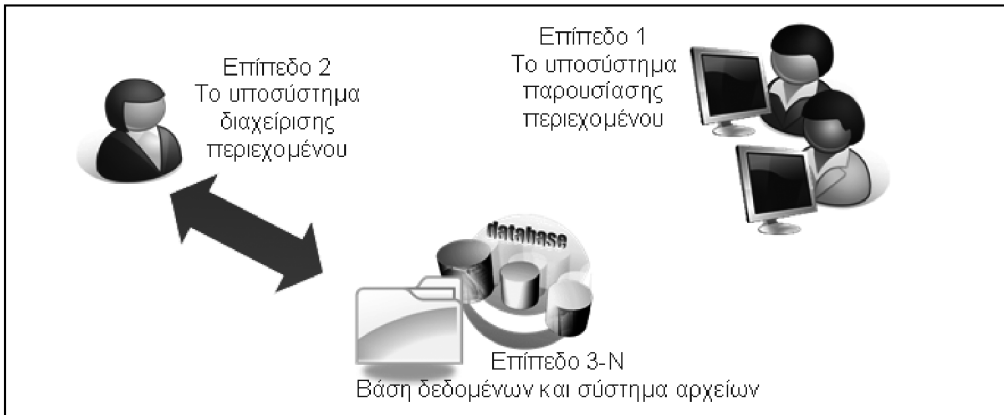 Επίπεδο 2
Το υποσύστημα
διαχείρισης
περιεχομένου
Επίπεδο 1
Το υποσύστημα
παρουσίασης
περιεχομένου
database
Επίπεδο 3-Ν
Βάση δεδομένων και σύστημα αρχείων